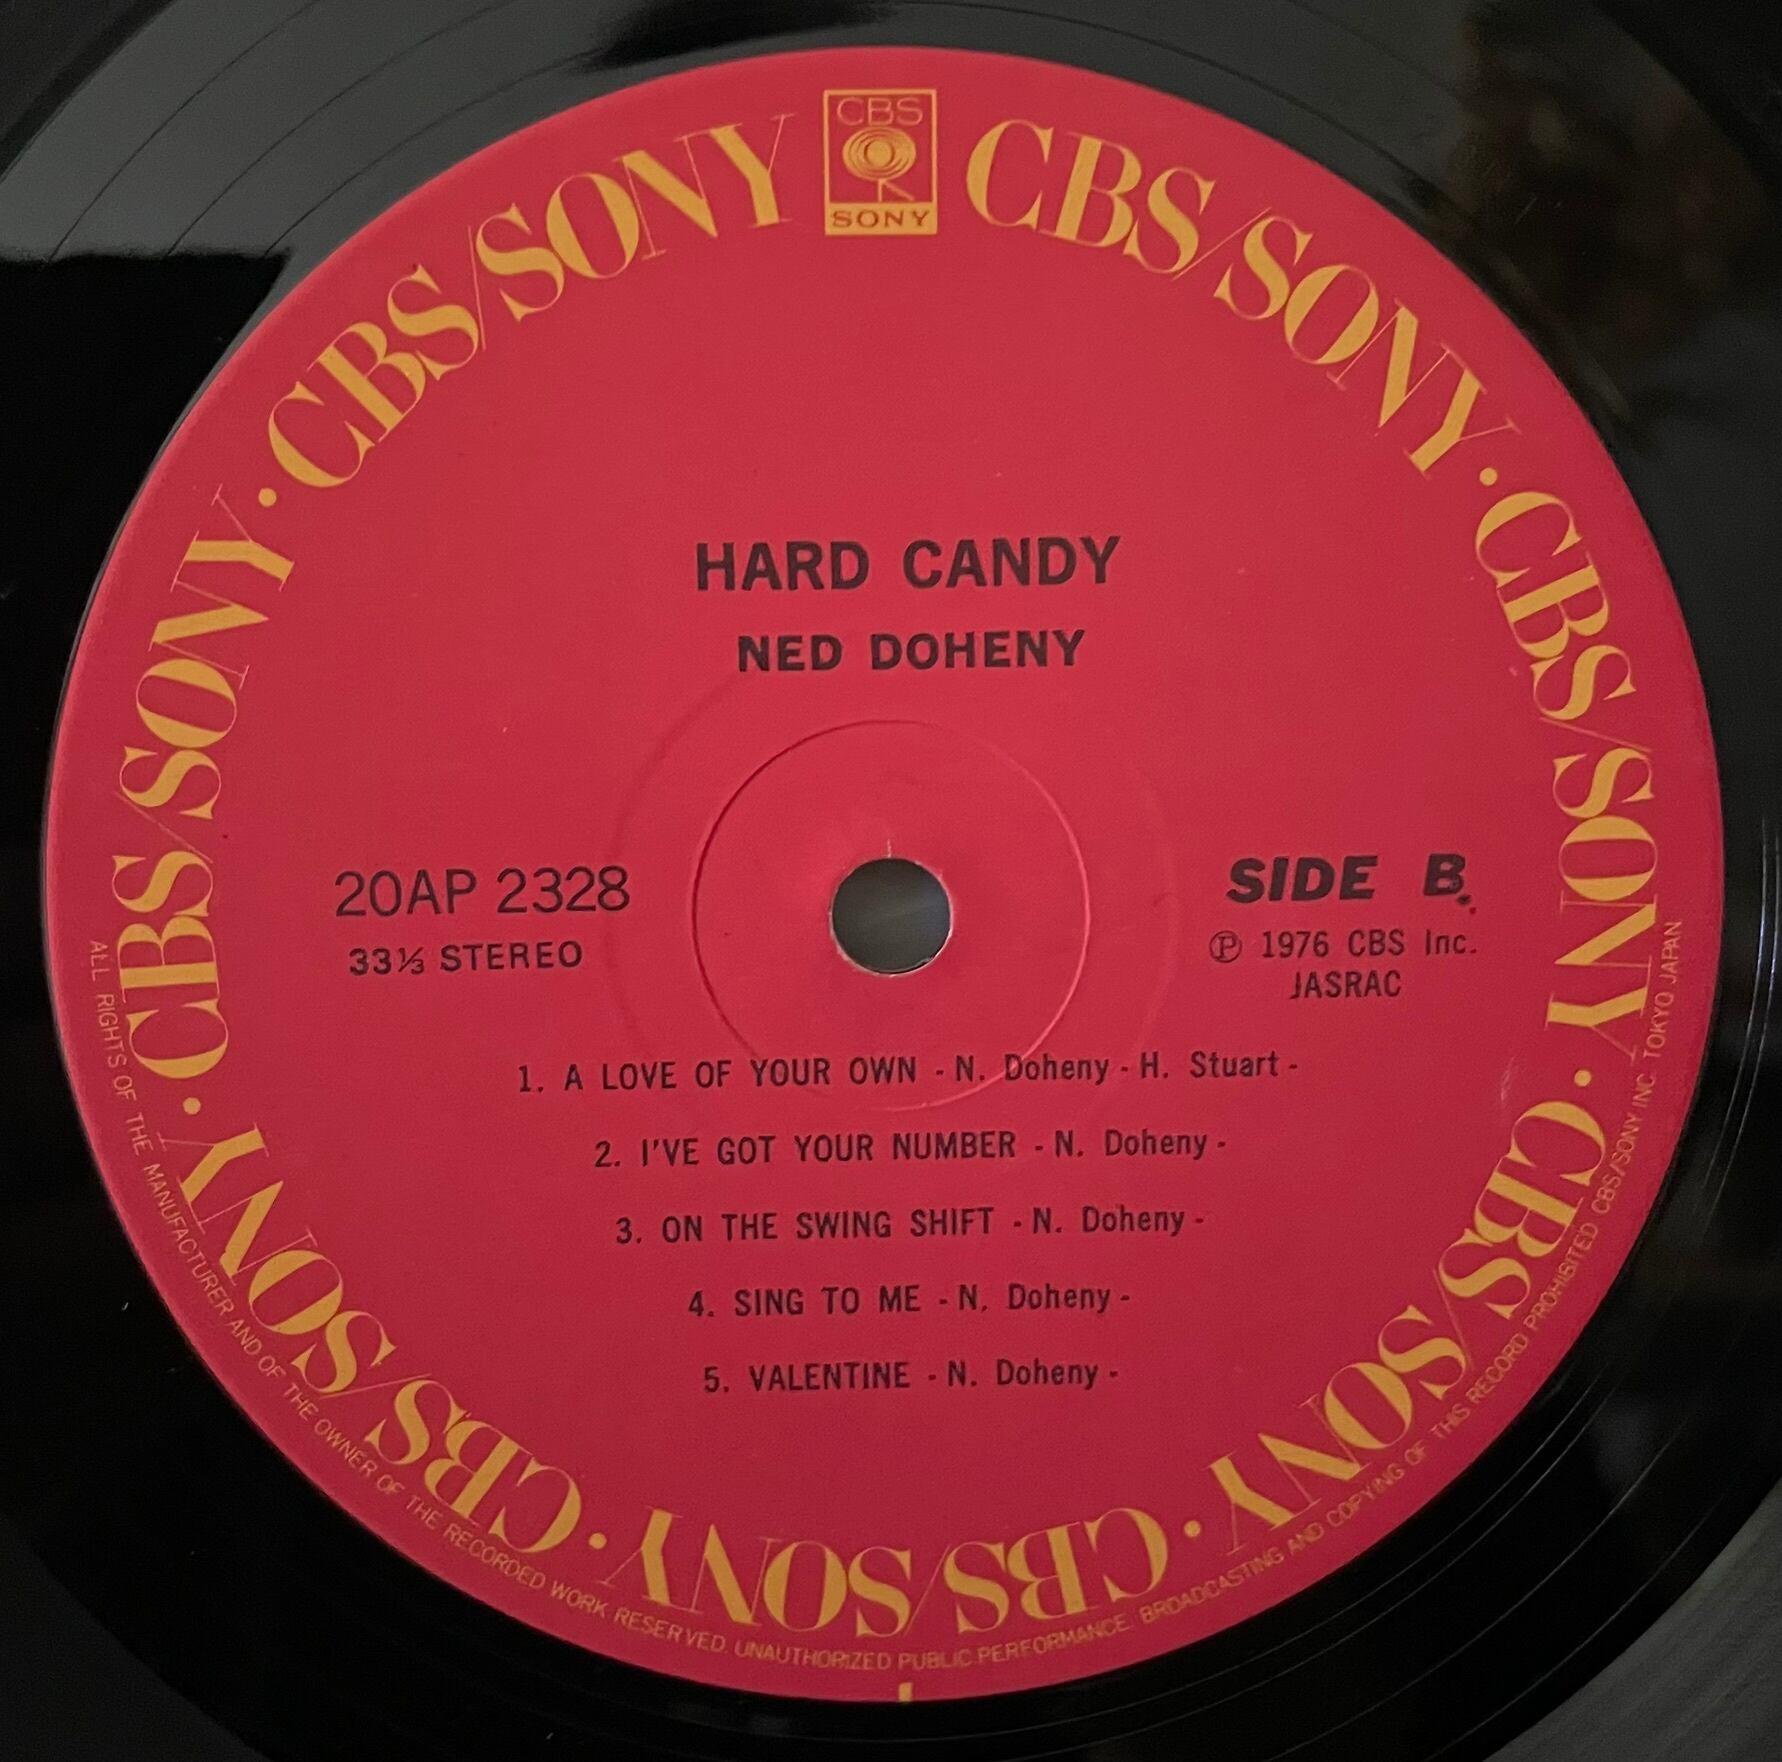 CBS
SONY
CBS/SONY · CBS/SONY · CBS/SONY · CBS/SONY · CBS/SONY · CBS/SONY · CBS/SONY
HARD CANDY
NED DOHENY
20AP 2328
33⅓ STEREO
SIDE B
Ⓟ 1976 CBS Inc.
JASRAC
1. A LOVE OF YOUR OWN - N. Doheny - H. Stuart -
2. I'VE GOT YOUR NUMBER - N. Doheny -
3. ON THE SWING SHIFT - N. Doheny -
4. SING TO ME - N. Doheny -
5. VALENTINE - N. Doheny -
ALL RIGHTS OF THE MANUFACTURER AND OF THE OWNER OF THE RECORDED WORK RESERVED. UNAUTHORIZED PUBLIC PERFORMANCE, BROADCASTING AND COPYING OF THIS RECORD PROHIBITED CBS/SONY INC. TOKYO JAPAN